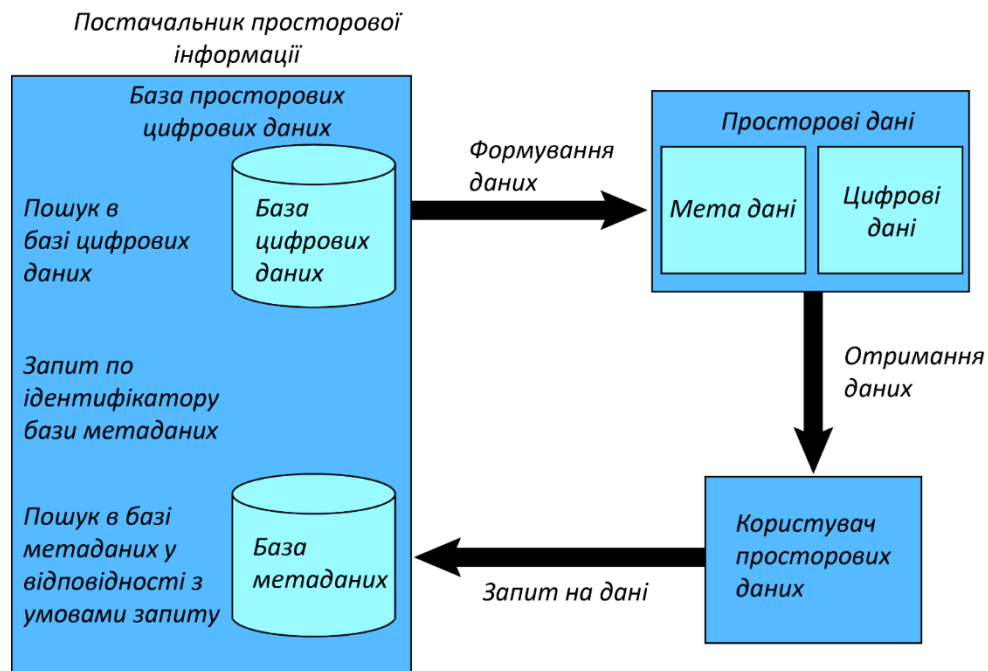 Постачальник просторової
інформації
База просторових
цифрових даних
Пошук в
базі цифрових
даних
База
цифрових
даних
Запит по
ідентифікатору
бази метаданих
Пошук в базі
метаданих у
відповідності з
умовами запиту
База
метаданих
Формування
даних
Просторові дані
Мета дані
Цифрові
дані
Отримання
даних
Користувач
просторових
даних
Запит на дані